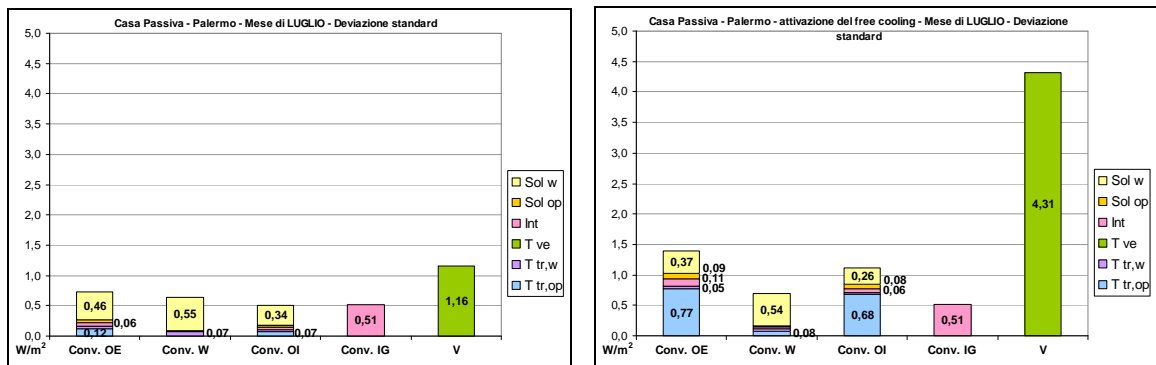 Casa Passiva - Palermo - Mese di LUGLIO - Deviazione standard
5,0
4,5
4,0
3,5
3,0
2,5
2,0
1,5
1,0
0,5
0,0
0,46
0,06
0,12
0,55
0,07
0,34
0,07
0,51
1,16
Sol w
Sol op
Int
T ve
T tr,w
T tr,op
W/m² Conv. OE Conv. W Conv. OI Conv. IG V
Casa Passiva - Palermo - attivazione del free cooling - Mese di LUGLIO - Deviazione
standard
5,0
4,5
4,0
3,5
3,0
2,5
2,0
1,5
1,0
0,5
0,0
0,37
0,09
0,11
0,05
0,77
0,54
0,08
0,26
0,08
0,06
0,68
0,51
4,31
Sol w
Sol op
Int
T ve
T tr,w
T tr,op
W/m² Conv. OE Conv. W Conv. OI Conv. IG V